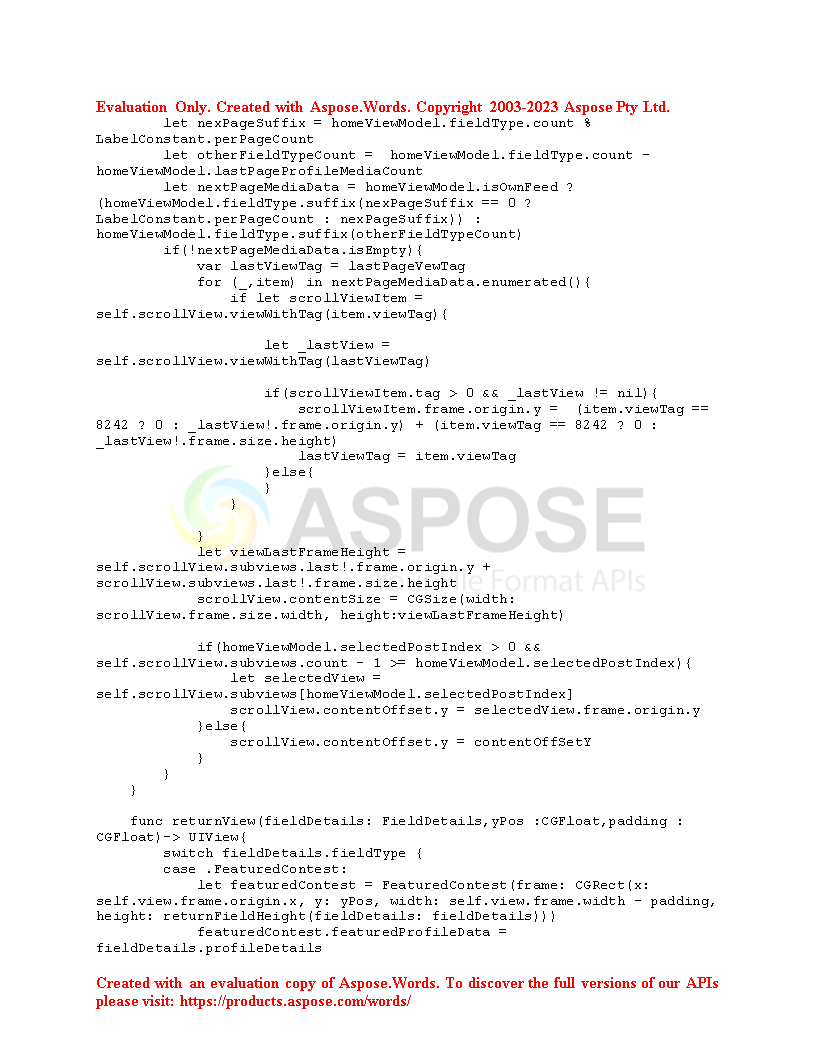 Evaluation Only. Created with Aspose.Words. Copyright 2003-2023 Aspose Pty Ltd.
        let nexPageSuffix = homeViewModel.fieldType.count %
LabelConstant.perPageCount
        let otherFieldTypeCount =  homeViewModel.fieldType.count -
homeViewModel.lastPageProfileMediaCount
        let nextPageMediaData = homeViewModel.isOwnFeed ?
(homeViewModel.fieldType.suffix(nexPageSuffix == 0 ?
LabelConstant.perPageCount : nexPageSuffix)) :
homeViewModel.fieldType.suffix(otherFieldTypeCount)
        if(!nextPageMediaData.isEmpty){
            var lastViewTag = lastPageVewTag
            for (_,item) in nextPageMediaData.enumerated(){
                if let scrollViewItem =
self.scrollView.viewWithTag(item.viewTag){
                    let _lastView =
self.scrollView.viewWithTag(lastViewTag)
                    if(scrollViewItem.tag > 0 && _lastView != nil){
                        scrollViewItem.frame.origin.y =  (item.viewTag ==
8242 ? 0 : _lastView!.frame.origin.y) + (item.viewTag == 8242 ? 0 :
_lastView!.frame.size.height)
                        lastViewTag = item.viewTag
                    }else{
                    }
                }
            }
ASPOSE
            let viewLastFrameHeight =
self.scrollView.subviews.last!.frame.origin.y +
scrollView.subviews.last!.frame.size.height
File Format APIs
            scrollView.contentSize = CGSize(width:
scrollView.frame.size.width, height:viewLastFrameHeight)
            if(homeViewModel.selectedPostIndex > 0 &&
self.scrollView.subviews.count - 1 >= homeViewModel.selectedPostIndex){
                let selectedView =
self.scrollView.subviews[homeViewModel.selectedPostIndex]
                scrollView.contentOffset.y = selectedView.frame.origin.y
            }else{
                scrollView.contentOffset.y = contentOffSetY
            }
        }
    }
    func returnView(fieldDetails: FieldDetails,yPos :CGFloat,padding :
CGFloat)-> UIView{
        switch fieldDetails.fieldType {
        case .FeaturedContest:
            let featuredContest = FeaturedContest(frame: CGRect(x:
self.view.frame.origin.x, y: yPos, width: self.view.frame.width - padding,
height: returnFieldHeight(fieldDetails: fieldDetails)))
            featuredContest.featuredProfileData =
fieldDetails.profileDetails
Created with an evaluation copy of Aspose.Words. To discover the full versions of our APIs
please visit: https://products.aspose.com/words/